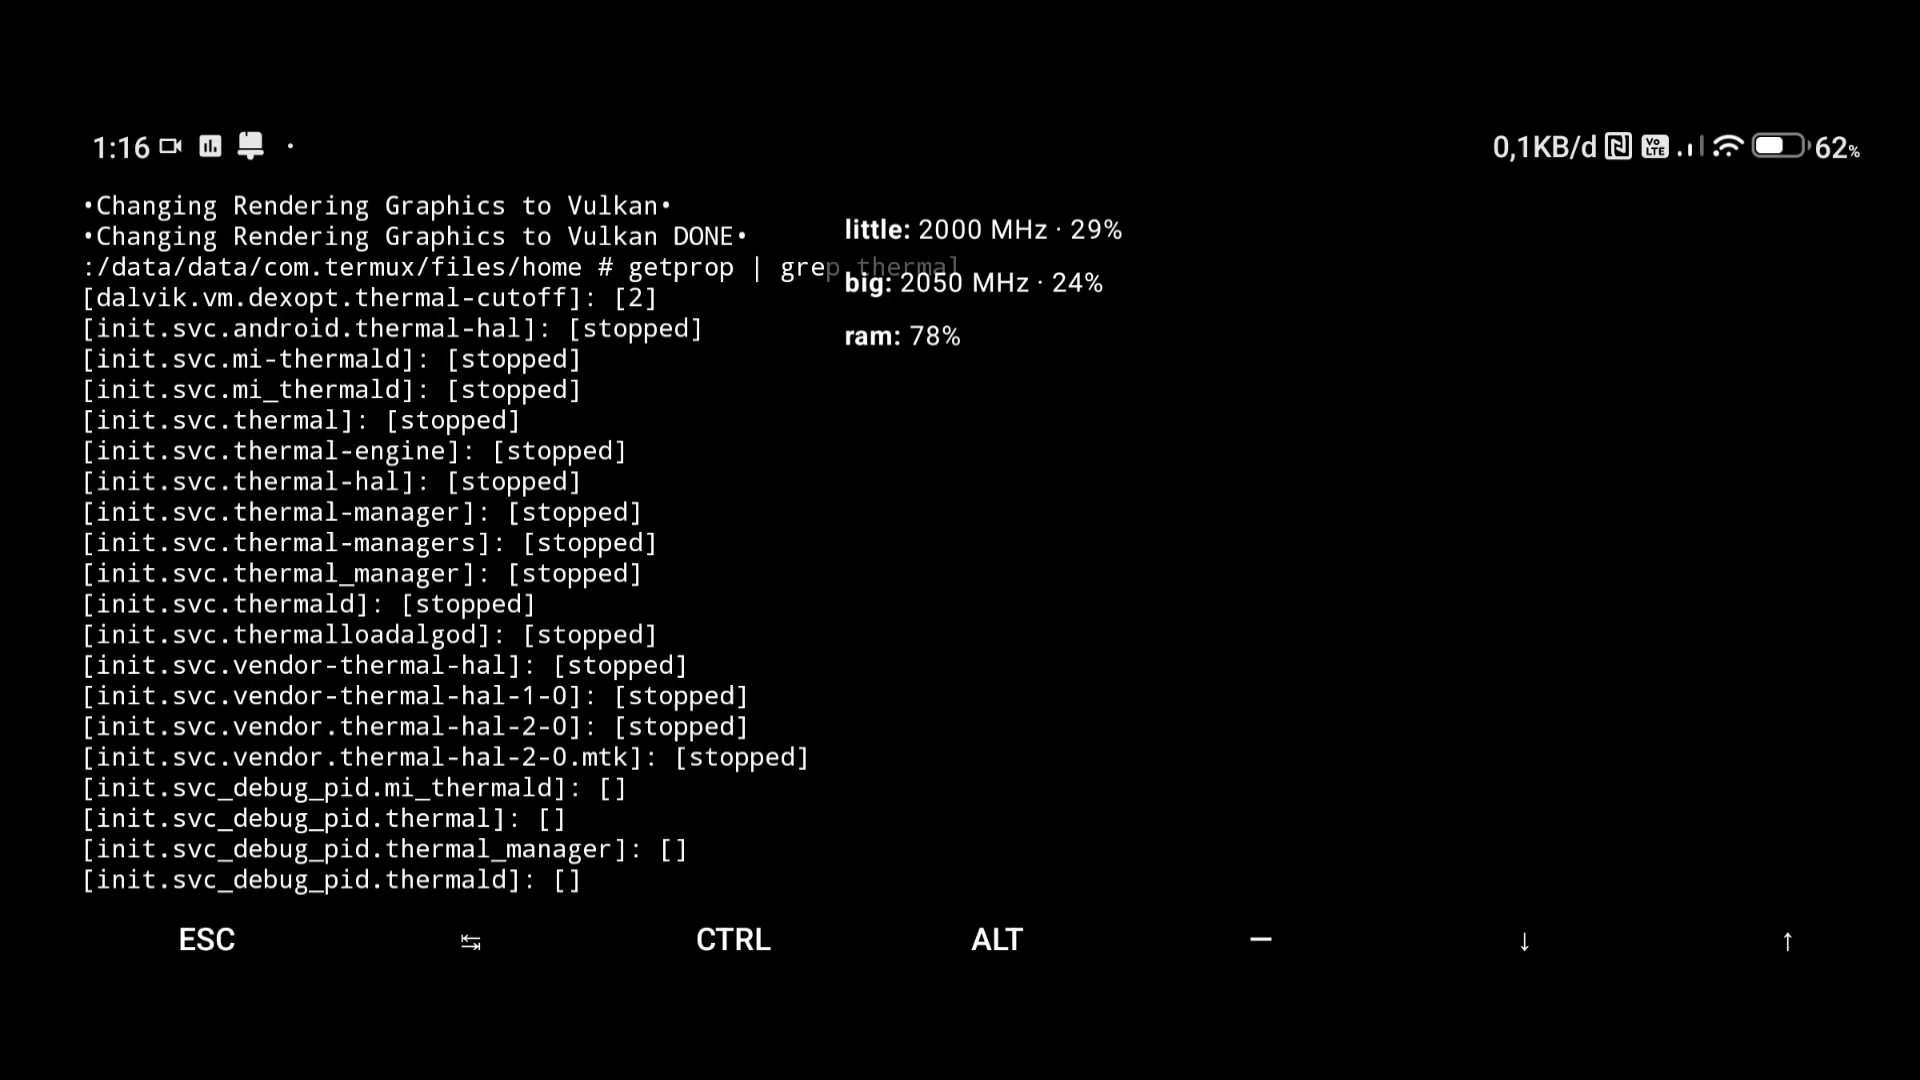 1:16
0,1KB/d VoLTE 62%
•Changing Rendering Graphics to Vulkan•
•Changing Rendering Graphics to Vulkan DONE•
:/data/data/com.termux/files/home # getprop | grep thermal
little: 2000 MHz · 29%
big: 2050 MHz · 24%
ram: 78%
[dalvik.vm.dexopt.thermal-cutoff]: [2]
[init.svc.android.thermal-hal]: [stopped]
[init.svc.mi-thermald]: [stopped]
[init.svc.mi_thermald]: [stopped]
[init.svc.thermal]: [stopped]
[init.svc.thermal-engine]: [stopped]
[init.svc.thermal-hal]: [stopped]
[init.svc.thermal-manager]: [stopped]
[init.svc.thermal-managers]: [stopped]
[init.svc.thermal_manager]: [stopped]
[init.svc.thermald]: [stopped]
[init.svc.thermalloadalgod]: [stopped]
[init.svc.vendor-thermal-hal]: [stopped]
[init.svc.vendor-thermal-hal-1-0]: [stopped]
[init.svc.vendor.thermal-hal-2-0]: [stopped]
[init.svc.vendor.thermal-hal-2-0.mtk]: [stopped]
[init.svc_debug_pid.mi_thermald]: []
[init.svc_debug_pid.thermal]: []
[init.svc_debug_pid.thermal_manager]: []
[init.svc_debug_pid.thermald]: []
ESC ↹ CTRL ALT — ↓ ↑